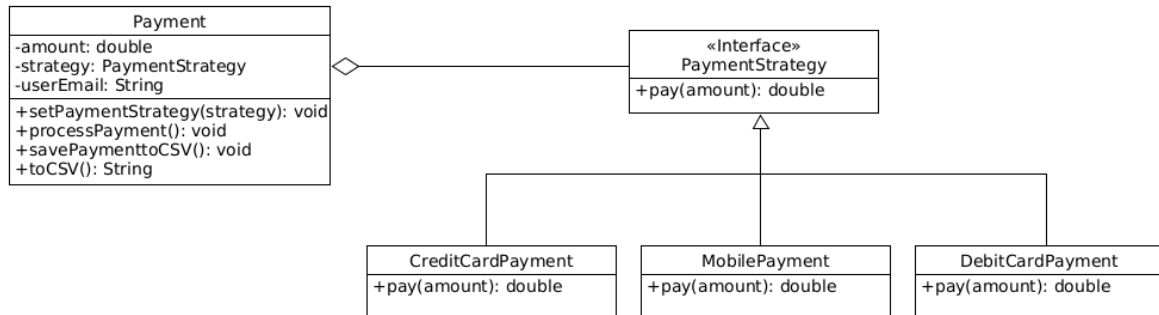 Payment
-amount: double
-strategy: PaymentStrategy
-userEmail: String
+setPaymentStrategy(strategy): void
+processPayment(): void
+savePaymenttoCSV(): void
+toCSV(): String
«Interface»
PaymentStrategy
+pay(amount): double
CreditCardPayment
+pay(amount): double
MobilePayment
+pay(amount): double
DebitCardPayment
+pay(amount): double